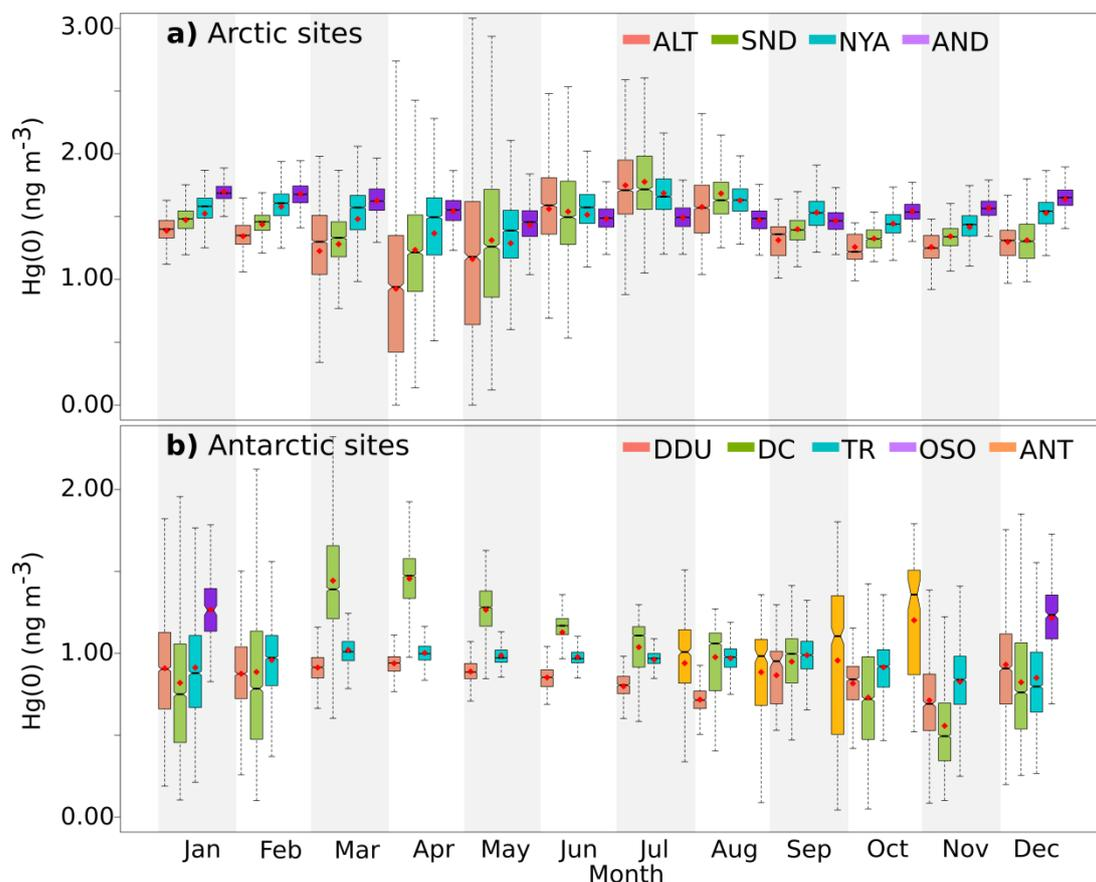 a) Arctic sites
ALT SND NYA AND
3.00
2.00
1.00
0.00
Hg(0) (ng m⁻³)
b) Antarctic sites
DDU DC TR OSO ANT
2.00
1.00
0.00
Hg(0) (ng m⁻³)
Jan Feb Mar Apr May Jun Jul Aug Sep Oct Nov Dec
Month